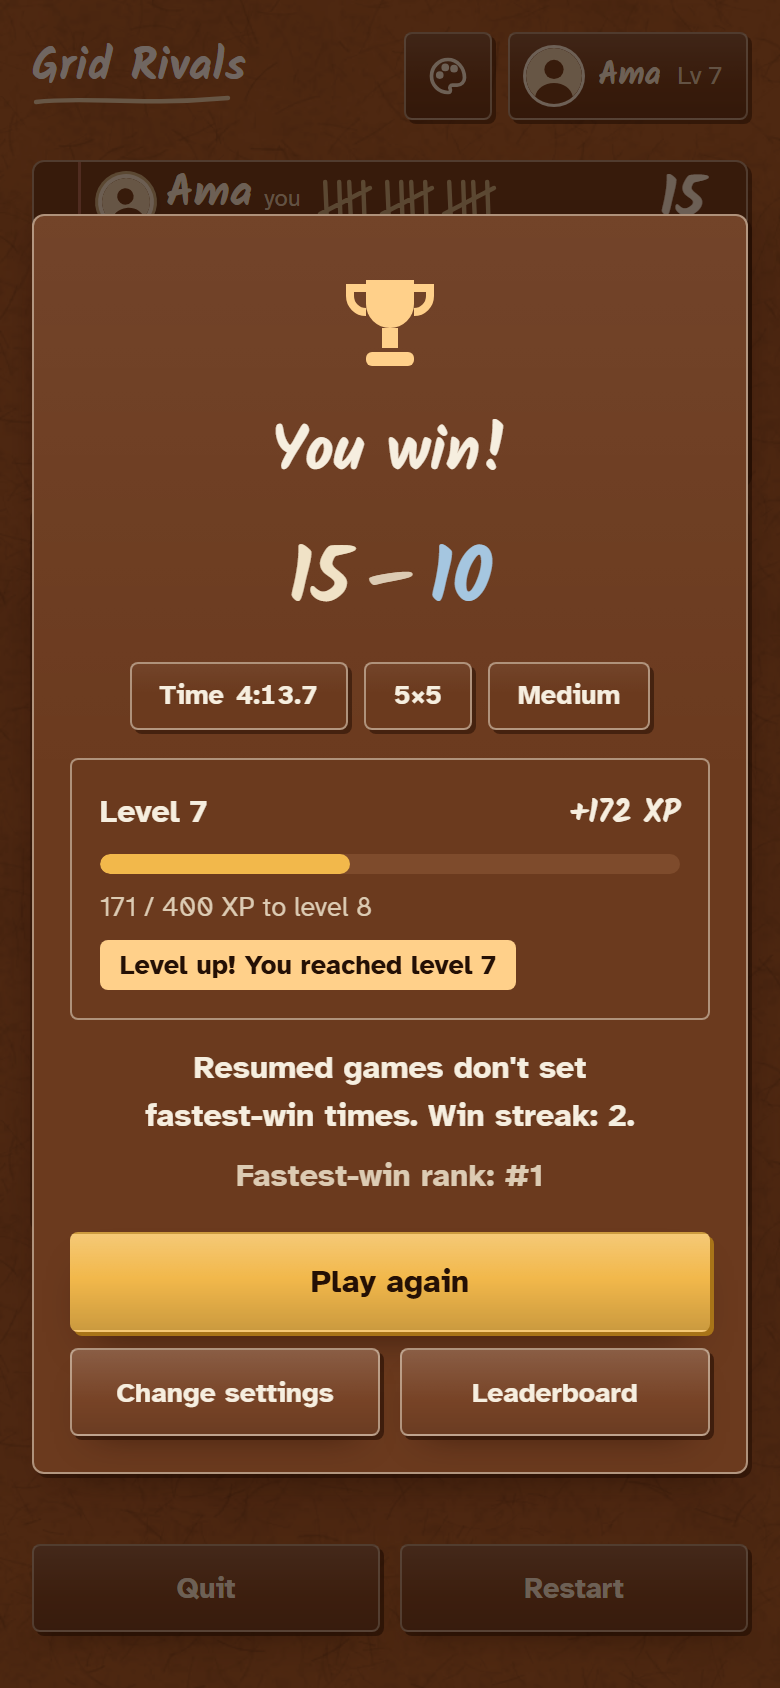 Grid Rivals
Ama Lv 7
Ama you 15
You win!
15 – 10
Time 4:13.7
5×5
Medium
Level 7
+172 XP
171 / 400 XP to level 8
Level up! You reached level 7
Resumed games don't set
fastest-win times. Win streak: 2.
Fastest-win rank: #1
Play again
Change settings
Leaderboard
Quit
Restart